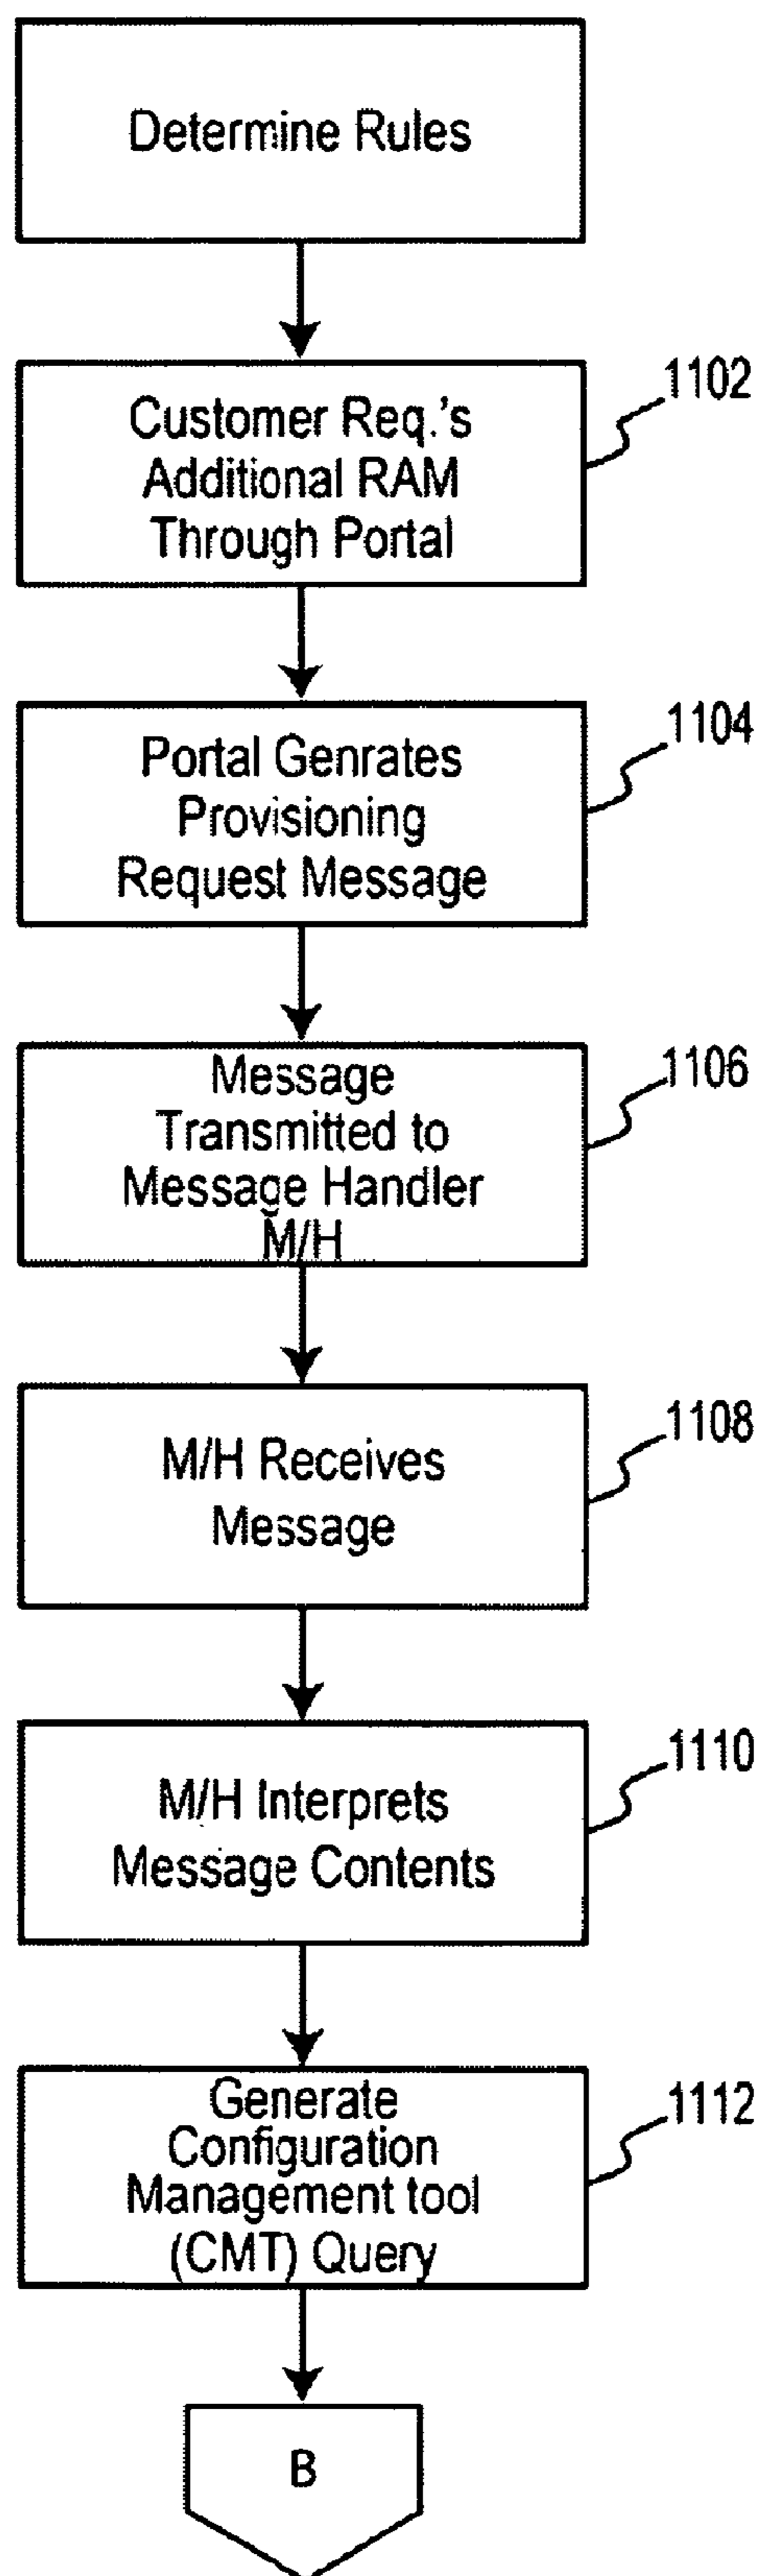 Determine Rules
Customer Req.'s
Additional RAM
Through Portal
1102
Portal Genrates
Provisioning
Request Message
1104
Message
Transmitted to
Message Handler
M/H
1106
M/H Receives
Message
1108
M/H Interprets
Message Contents
1110
Generate
Configuration
Management tool
(CMT) Query
1112
B